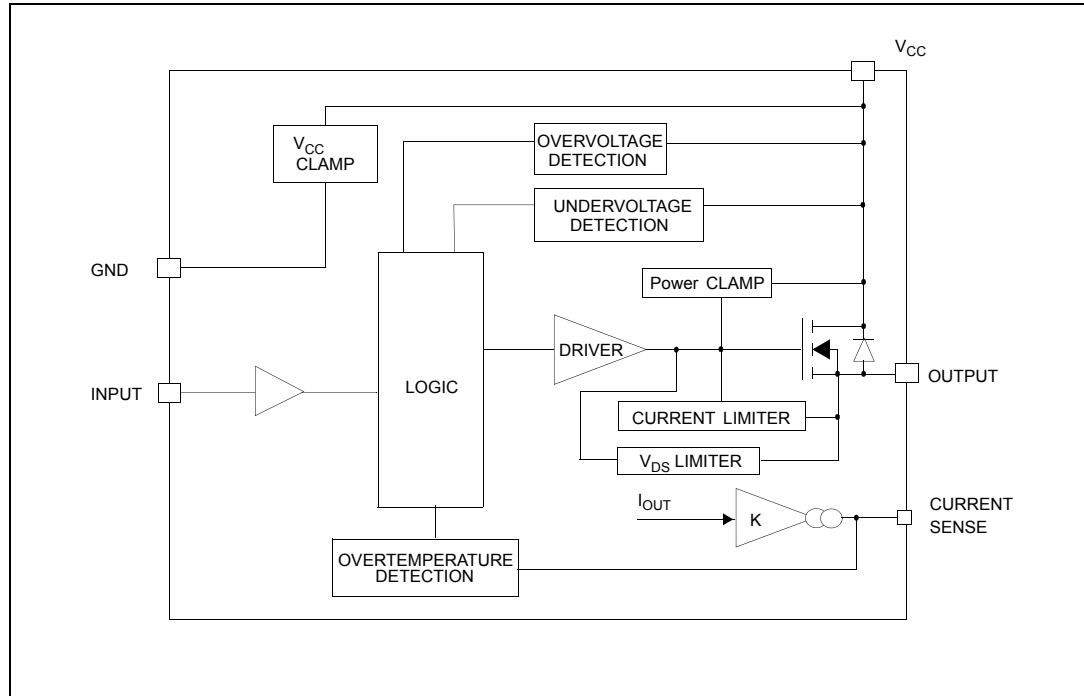 VCC
VCC
CLAMP
OVERVOLTAGE
DETECTION
UNDERVOLTAGE
DETECTION
GND
Power CLAMP
DRIVER
INPUT
LOGIC
OUTPUT
CURRENT LIMITER
VDS LIMITER
IOUT
K
CURRENT
SENSE
OVERTEMPERATURE
DETECTION